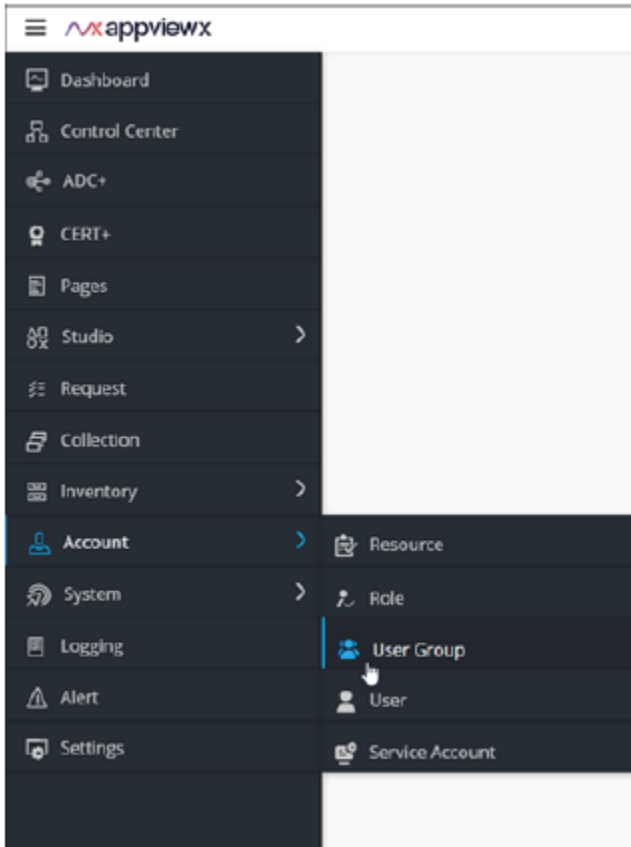 appviewx
Dashboard
Control Center
ADC+
CERT+
Pages
Studio
Request
Collection
Inventory
Account
System
Logging
Alert
Settings
Resource
Role
User Group
User
Service Account